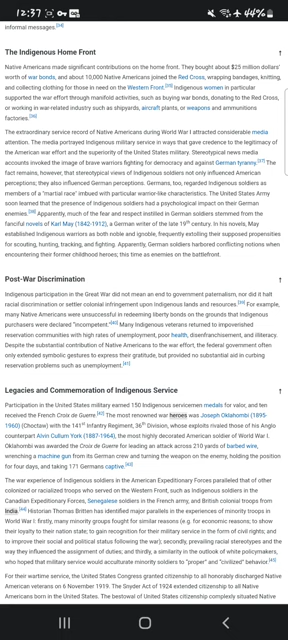 12:37 44%
informal messages.[34]
The Indigenous Home Front
Native Americans made significant contributions on the home front. They bought about $25 million dollars'
worth of war bonds, and about 10,000 Native Americans joined the Red Cross, wrapping bandages, knitting,
and collecting clothing for those in need on the Western Front.[35] Indigenous women in particular
supported the war effort through manifold activities, such as buying war bonds, donating to the Red Cross,
or working in war-related industry such as shipyards, aircraft plants, or weapons and ammunitions
factories.[36]
The extraordinary service record of Native Americans during World War I attracted considerable media
attention. The media portrayed Indigenous military service in ways that gave credence to the legitimacy of
the American war effort and the superiority of the United States military. Stereotypical news media
accounts invoked the image of brave warriors fighting for democracy and against German tyranny.[37] The
fact remains, however, that stereotypical views of Indigenous soldiers not only influenced American
perceptions; they also influenced German perceptions. Germans, too, regarded Indigenous soldiers as
members of a 'martial race' imbued with particular warrior-like characteristics. The United States Army
soon learned that the presence of Indigenous soldiers had a psychological impact on their German
enemies.[38] Apparently, much of the fear and respect instilled in German soldiers stemmed from the
fanciful novels of Karl May (1842-1912), a German writer of the late 19th century. In his novels, May
established Indigenous warriors as both noble and ignoble, frequently extolling their supposed propensities
for scouting, hunting, tracking, and fighting. Apparently, German soldiers harbored conflicting notions when
encountering their former childhood heroes; this time as enemies on the battlefront.
Post-War Discrimination
Indigenous participation in the Great War did not mean an end to government paternalism, nor did it halt
racial discrimination or settler colonial infringement upon Indigenous lands and resources.[39] For example,
many Native Americans were unsuccessful in redeeming liberty bonds on the grounds that Indigenous
purchasers were declared "incompetent".[40] Many Indigenous veterans returned to impoverished
reservation communities with high rates of unemployment, poor health, disenfranchisement, and illiteracy.
Despite the substantial contribution of Native Americans to the war effort, the federal government often
only extended symbolic gestures to express their gratitude, but provided no substantial aid in curbing
reservation problems such as unemployment.[41]
Legacies and Commemoration of Indigenous Service
Participation in the United States military earned 150 Indigenous servicemen medals for valor, and ten
received the French Croix de Guerre.[42] The most renowned war heroes was Joseph Oklahombi (1895-
1960) (Choctaw) with the 141st Infantry Regiment, 36th Division, whose exploits rivaled those of his Anglo
counterpart Alvin Cullum York (1887-1964), the most highly decorated American soldier of World War I.
Oklahombi was awarded the Croix de Guerre for leading an attack across 210 yards of barbed wire,
wrenching a machine gun from its German crew and turning the weapon on the enemy, holding the position
for four days, and taking 171 Germans captive.[43]
The war experience of Indigenous soldiers in the American Expeditionary Forces paralleled that of other
colonized or racialized troops who served on the Western Front, such as Indigenous soldiers in the
Canadian Expeditionary Forces, Senegalese soldiers in the French army, and British colonial troops from
India.[44] Historian Thomas Britten has identified major parallels in the experiences of minority troops in
World War I: firstly, many minority groups fought for similar reasons (e.g. for economic reasons; to show
their loyalty to their nation state; to gain recognition for their military service in the form of civil rights; and
to improve their social and political status following the war); secondly, prevailing racial stereotypes and the
way they influenced the assignment of duties; and thirdly, a similarity in the outlook of white policymakers,
who hoped that military service would acculturate minority soldiers to "proper" and "civilized" behavior.[45]
For their wartime service, the United States Congress granted citizenship to all honorably discharged Native
American veterans on 6 November 1919. The Snyder Act of 1924 extended citizenship to all Native
Americans born in the United States. The bestowal of United States citizenship complexly situated Native